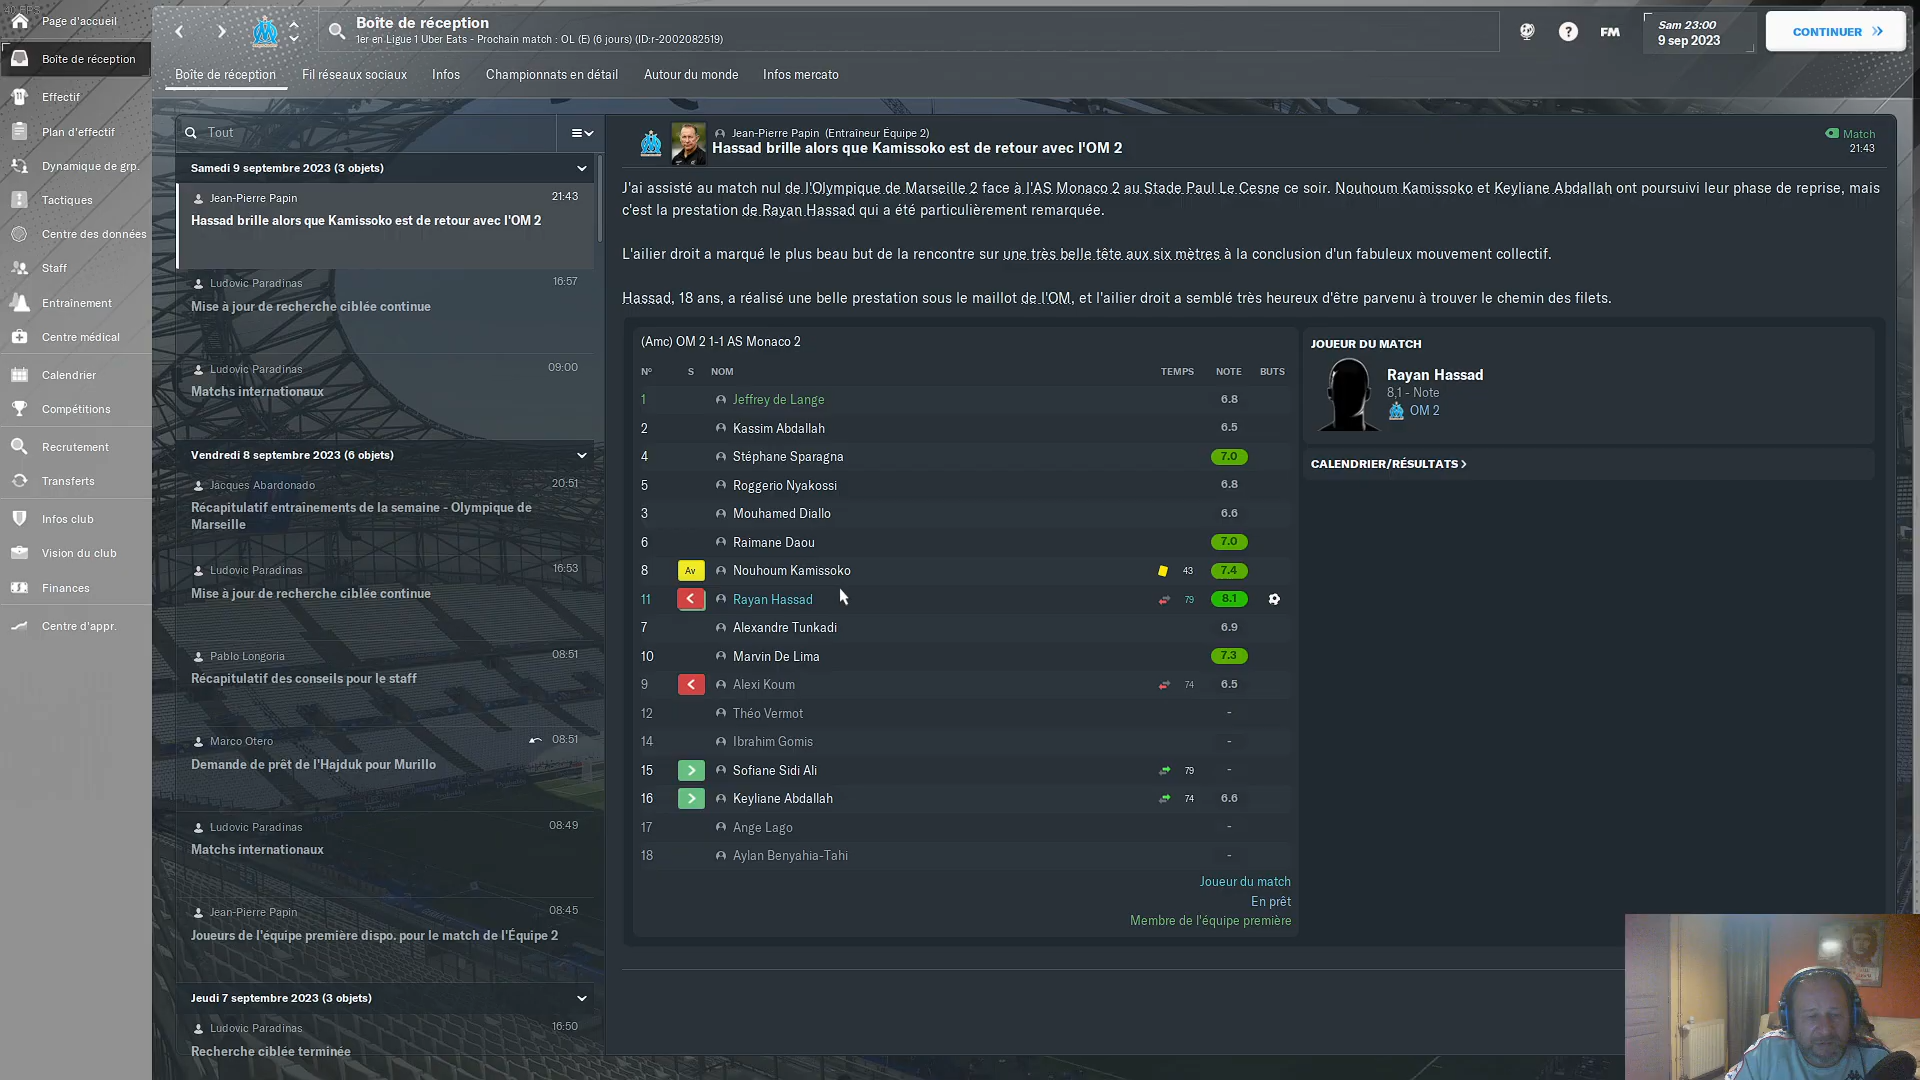 Page d'accueil
Boîte de réception
Effectif
Plan d'effectif
Dynamique de grp.
Tactiques
Centre des données
Staff
Entraînement
Centre médical
Calendrier
Compétitions
Recrutement
Transferts
Infos club
Vision du club
Finances
Centre d'appr.
Boîte de réception
1er en Ligue 1 Uber Eats - Prochain match : OL (E) (6 jours) (ID:r-2002082519)
?
FM
Sam 23:00
9 sep 2023
CONTINUER
Boîte de réception
Fil réseaux sociaux
Infos
Championnats en détail
Autour du monde
Infos mercato
Tout
Samedi 9 septembre 2023 (3 objets)
Jean-Pierre Papin 21:43
Hassad brille alors que Kamissoko est de retour avec l'OM 2
Ludovic Paradinas 16:57
Mise à jour de recherche ciblée continue
Ludovic Paradinas 09:00
Matchs internationaux
Vendredi 8 septembre 2023 (6 objets)
Jacques Abardonado 20:51
Récapitulatif entrainements de la semaine - Olympique de
Marseille
Ludovic Paradinas 16:53
Mise à jour de recherche ciblée continue
Pablo Longoria 08:51
Récapitulatif des conseils pour le staff
Marco Otero 08:51
Demande de prêt de l'Hajduk pour Murillo
Ludovic Paradinas 08:49
Matchs internationaux
Jean-Pierre Papin 08:45
Joueurs de l'équipe première dispo. pour le match de l'Équipe 2
Jeudi 7 septembre 2023 (3 objets)
Ludovic Paradinas 16:50
Recherche ciblée terminée
Jean-Pierre Papin (Entraîneur Équipe 2)
Hassad brille alors que Kamissoko est de retour avec l'OM 2
Match
21:43
J'ai assisté au match nul de l'Olympique de Marseille 2 face à l'AS Monaco 2 au Stade Paul Le Cesne ce soir. Nouhoum Kamissoko et Keyliane Abdallah ont poursuivi leur phase de reprise, mais
c'est la prestation de Rayan Hassad qui a été particulièrement remarquée.
L'ailier droit a marqué le plus beau but de la rencontre sur une très belle tête aux six mètres à la conclusion d'un fabuleux mouvement collectif.
Hassad, 18 ans, a réalisé une belle prestation sous le maillot de l'OM, et l'ailier droit a semblé très heureux d'être parvenu à trouver le chemin des filets.
(Amc) OM 2 1-1 AS Monaco 2
Nº S NOM TEMPS NOTE BUTS
1 Jeffrey de Lange 6.8
2 Kassim Abdallah 6.5
4 Stéphane Sparagna 7.0
5 Roggerio Nyakossi 6.8
3 Mouhamed Diallo 6.6
6 Raimane Daou 7.0
8 Av Nouhoum Kamissoko 43 7.4
11 Rayan Hassad 79 8.1
7 Alexandre Tunkadi 6.9
10 Marvin De Lima 7.3
9 Alexi Koum 74 6.5
12 Théo Vermot -
14 Ibrahim Gomis -
15 Sofiane Sidi Ali 79 -
16 Keyliane Abdallah 74 6.6
17 Ange Lago -
18 Aylan Benyahia-Tahi -
Joueur du match
En prêt
Membre de l'équipe première
JOUEUR DU MATCH
Rayan Hassad
8.1 - Note
OM 2
CALENDRIER/RÉSULTATS